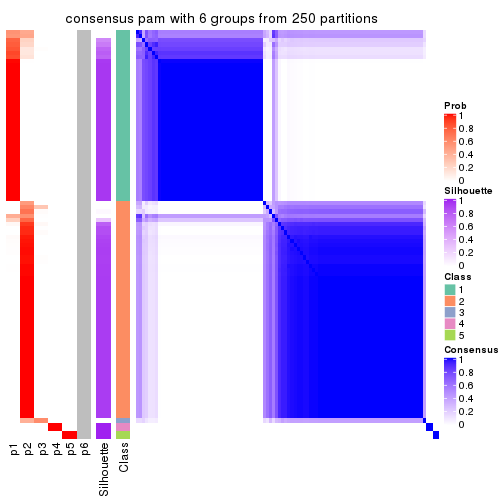 consensus pam with 6 groups from 250 partitions
Prob
1
0.8
0.6
0.4
0.2
0
Silhouette
1
0.8
0.6
0.4
0.2
0
Class
1
2
3
4
5
Consensus
1
0.8
0.6
0.4
0.2
0
p1
p2
p3
p4
p5
p6
Silhouette
Class